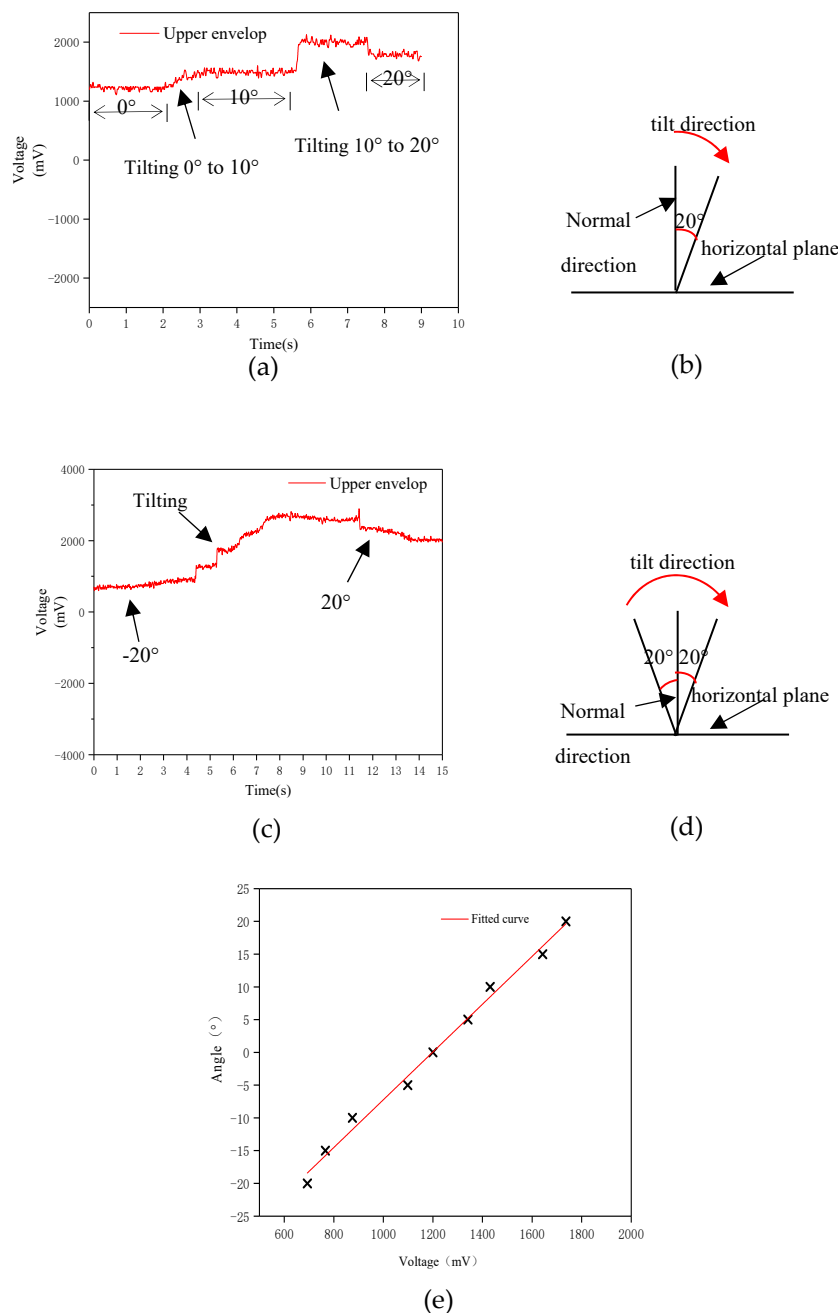 Upper envelop
2000
1000
0
−1000
−2000
Voltage
(mV)
0°
10°
20°
Tilting 0° to 10°
Tilting 10° to 20°
0 1 2 3 4 5 6 7 8 9 10
Time(s)
(a)
tilt direction
Normal
20°
horizontal plane
direction
(b)
4000
2000
0
−2000
−4000
Voltage
(mV)
Upper envelop
Tilting
20°
-20°
0 1 2 3 4 5 6 7 8 9 10 11 12 13 14 15
Time(s)
(c)
tilt direction
20° 20°
Normal
horizontal plane
direction
(d)
25
20
15
10
5
0
−5
−10
−15
−20
−25
Angle（°）
Fitted curve
600 800 1000 1200 1400 1600 1800 2000
Voltage（mV）
(e)